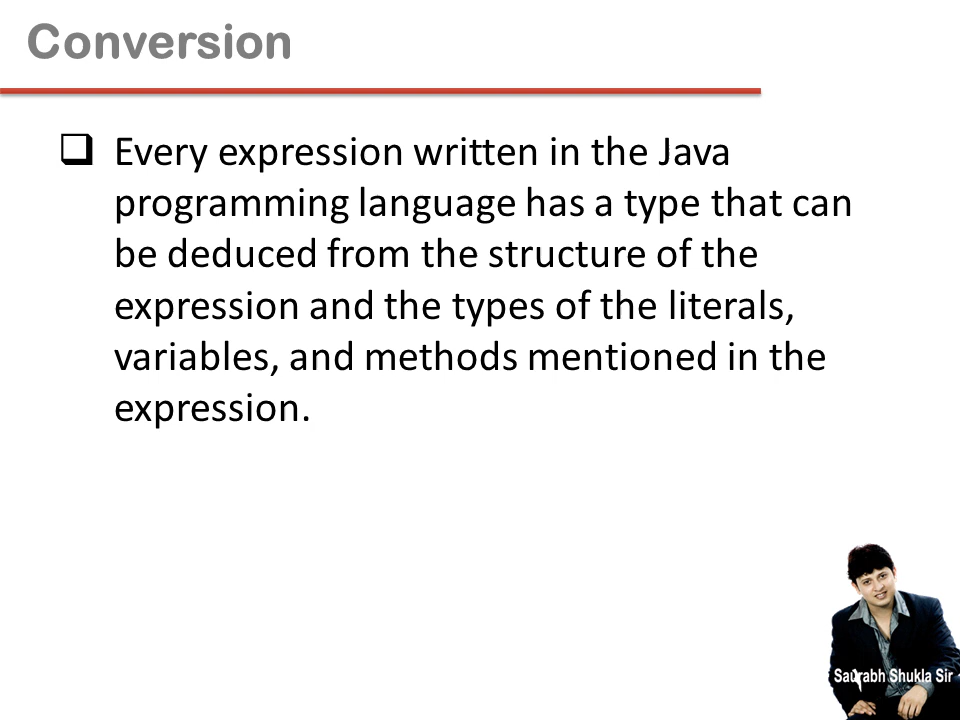 Conversion
Every expression written in the Java
programming language has a type that can
be deduced from the structure of the
expression and the types of the literals,
variables, and methods mentioned in the
expression.
Saurabh Shukla Sir